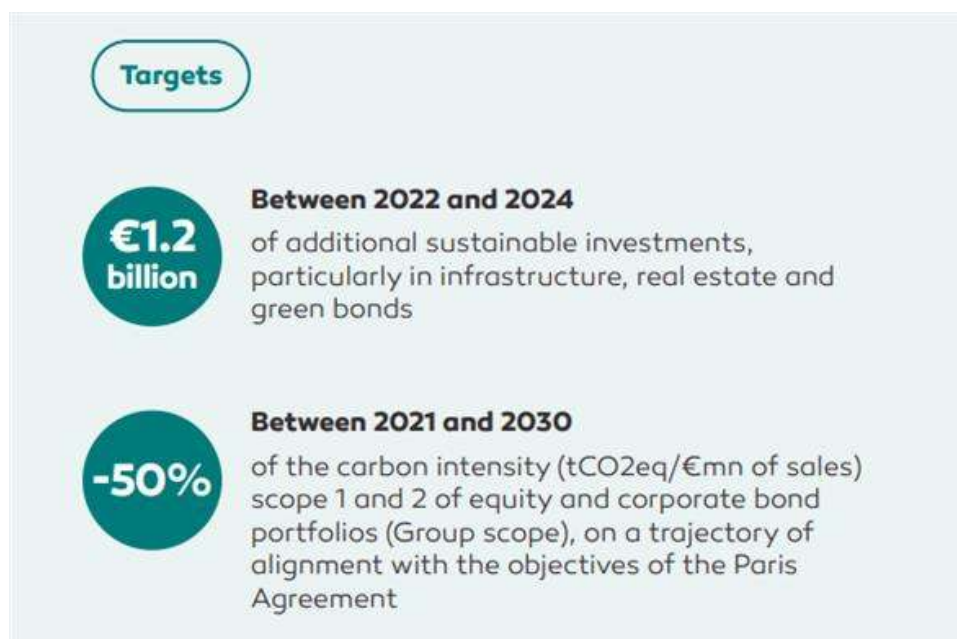 Targets
€1.2
billion
Between 2022 and 2024
of additional sustainable investments,
particularly in infrastructure, real estate and
green bonds
-50%
Between 2021 and 2030
of the carbon intensity (tCO2eq/€mn of sales)
scope 1 and 2 of equity and corporate bond
portfolios (Group scope), on a trajectory of
alignment with the objectives of the Paris
Agreement